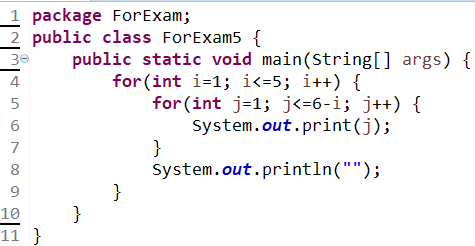 1 package ForExam;
2 public class ForExam5 {
3 public static void main(String[] args) {
4 for(int i=1; i<=5; i++) {
5 for(int j=1; j<=6-i; j++) {
6 System.out.print(j);
7 }
8 System.out.println("");
9 }
10 }
11 }